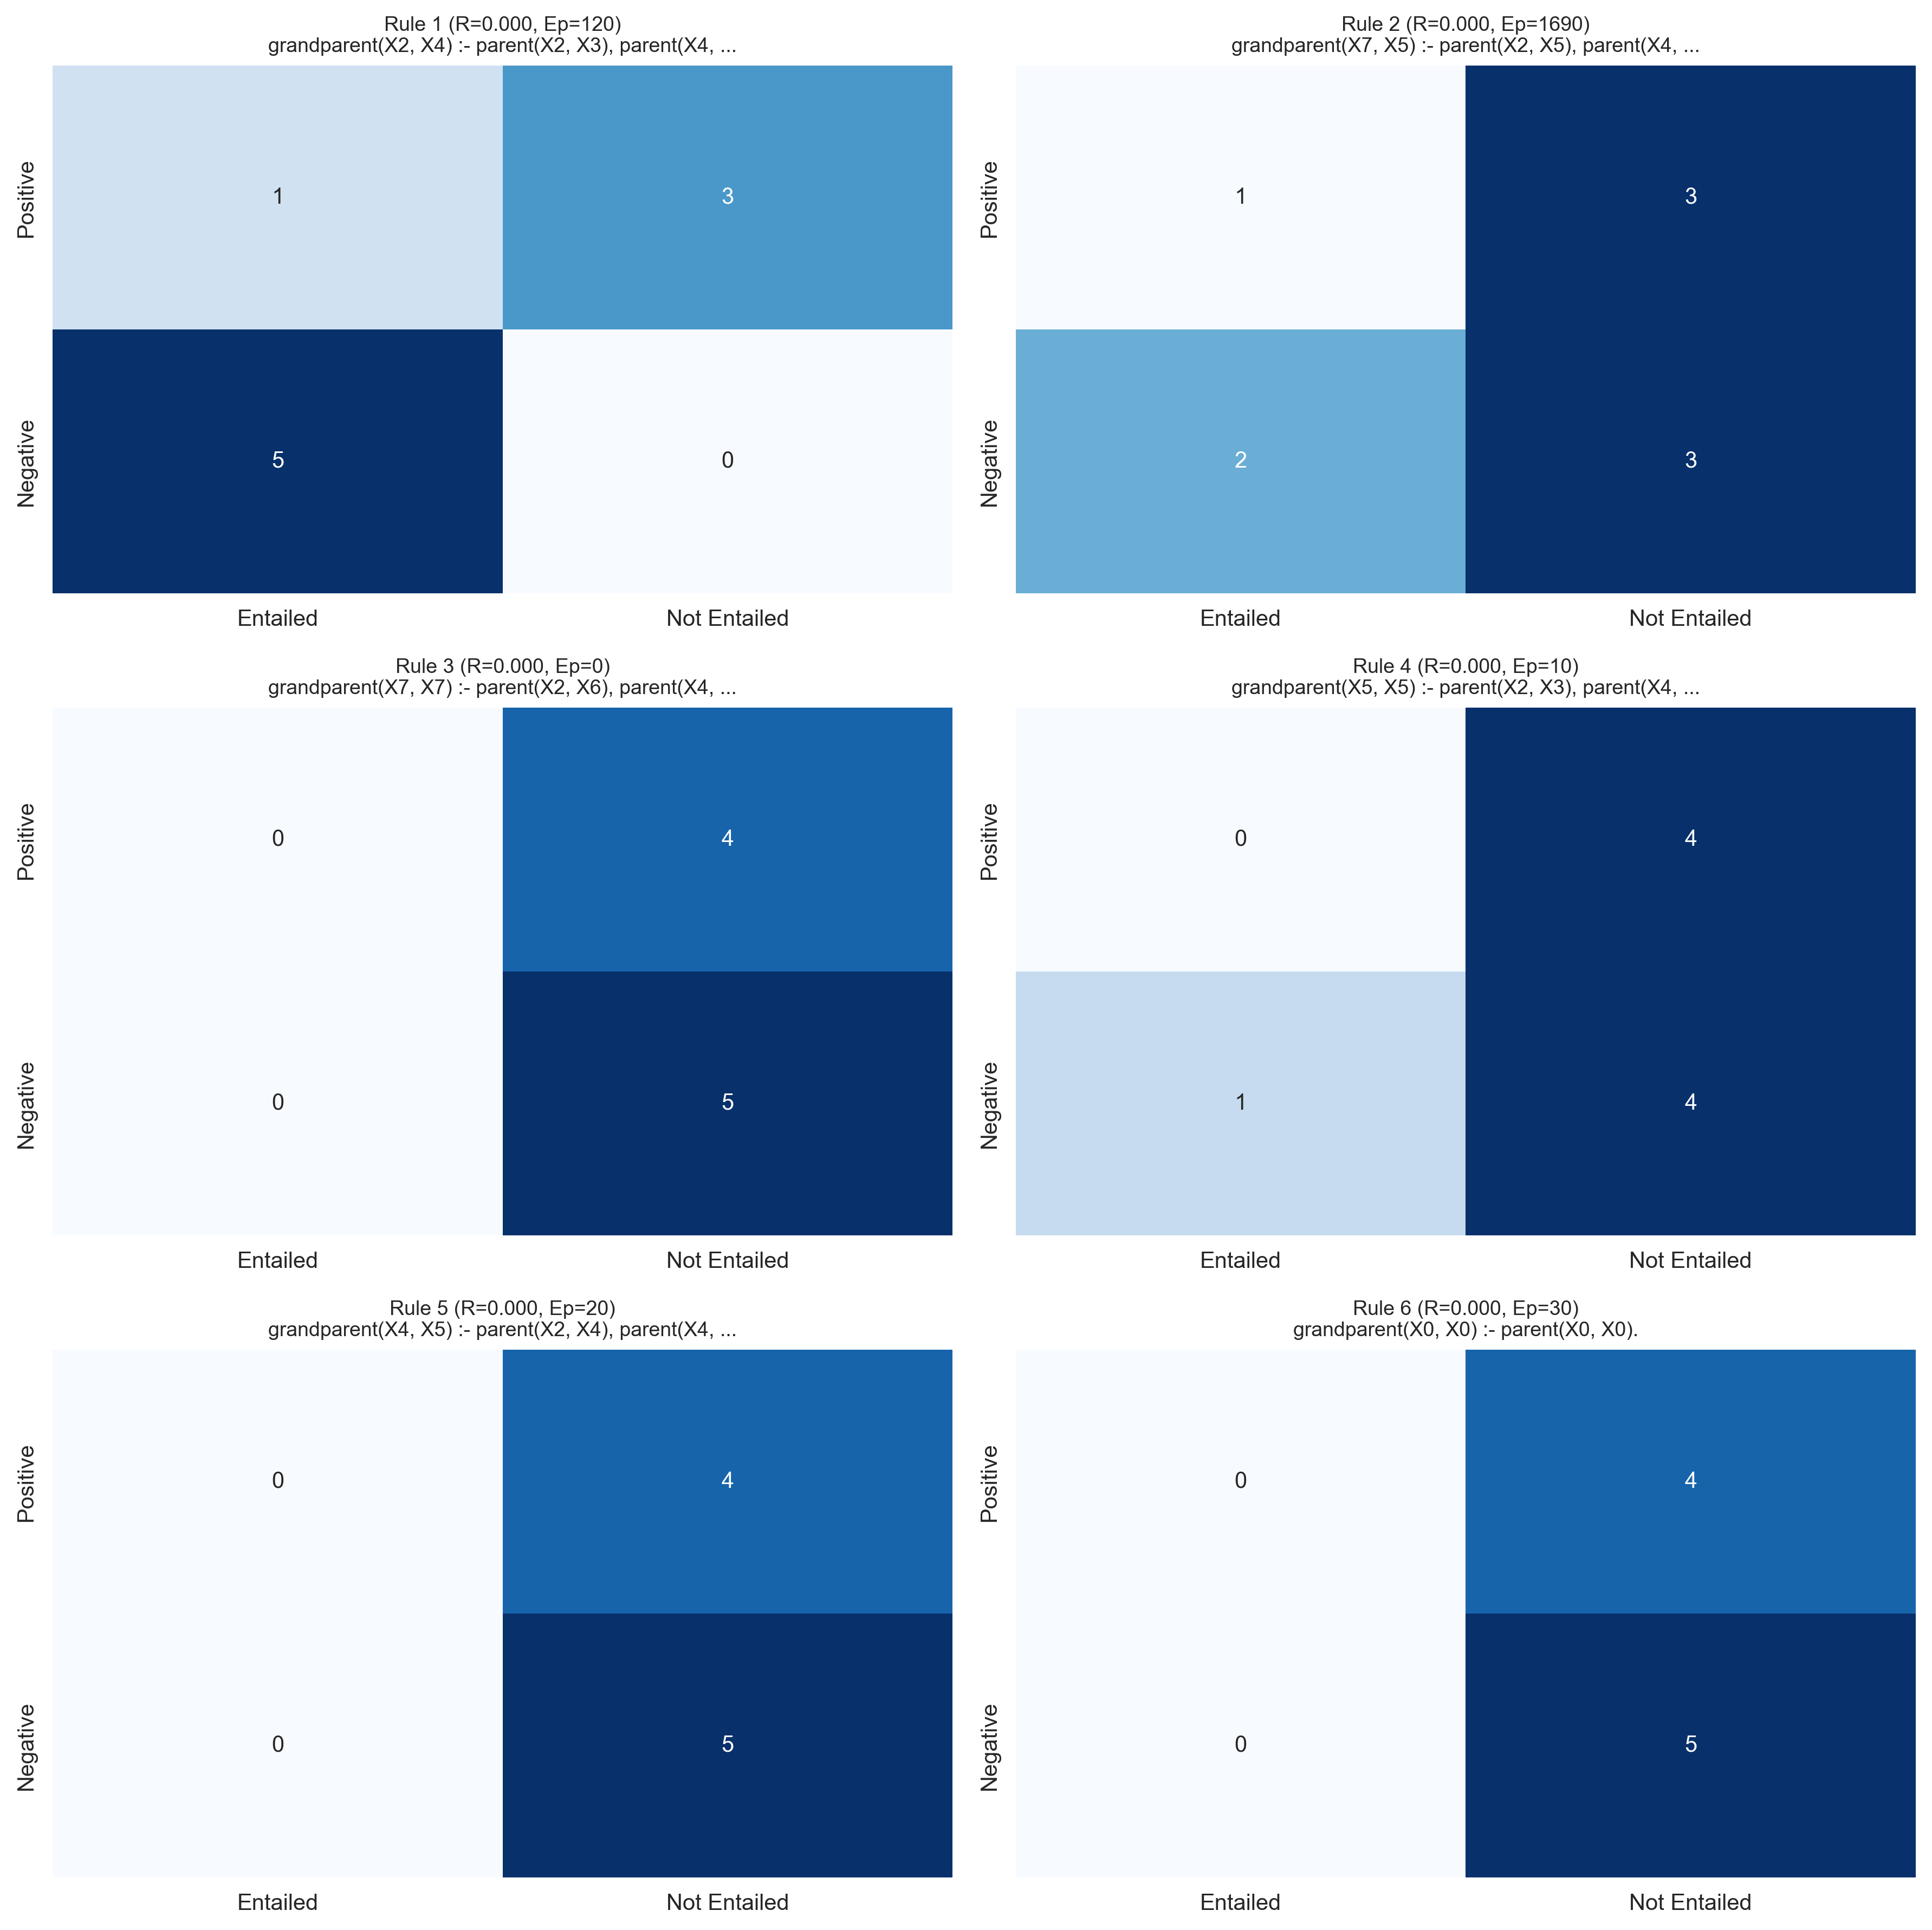 Rule 1 (R=0.000, Ep=120)
grandparent(X2, X4) :- parent(X2, X3), parent(X4, ...
Positive
1
3
Negative
5
0
Entailed
Not Entailed
Rule 2 (R=0.000, Ep=1690)
grandparent(X7, X5) :- parent(X2, X5), parent(X4, ...
Positive
1
3
Negative
2
3
Entailed
Not Entailed
Rule 3 (R=0.000, Ep=0)
grandparent(X7, X7) :- parent(X2, X6), parent(X4, ...
Positive
0
4
Negative
0
5
Entailed
Not Entailed
Rule 4 (R=0.000, Ep=10)
grandparent(X5, X5) :- parent(X2, X3), parent(X4, ...
Positive
0
4
Negative
1
4
Entailed
Not Entailed
Rule 5 (R=0.000, Ep=20)
grandparent(X4, X5) :- parent(X2, X4), parent(X4, ...
Positive
0
4
Negative
0
5
Entailed
Not Entailed
Rule 6 (R=0.000, Ep=30)
grandparent(X0, X0) :- parent(X0, X0).
Positive
0
4
Negative
0
5
Entailed
Not Entailed